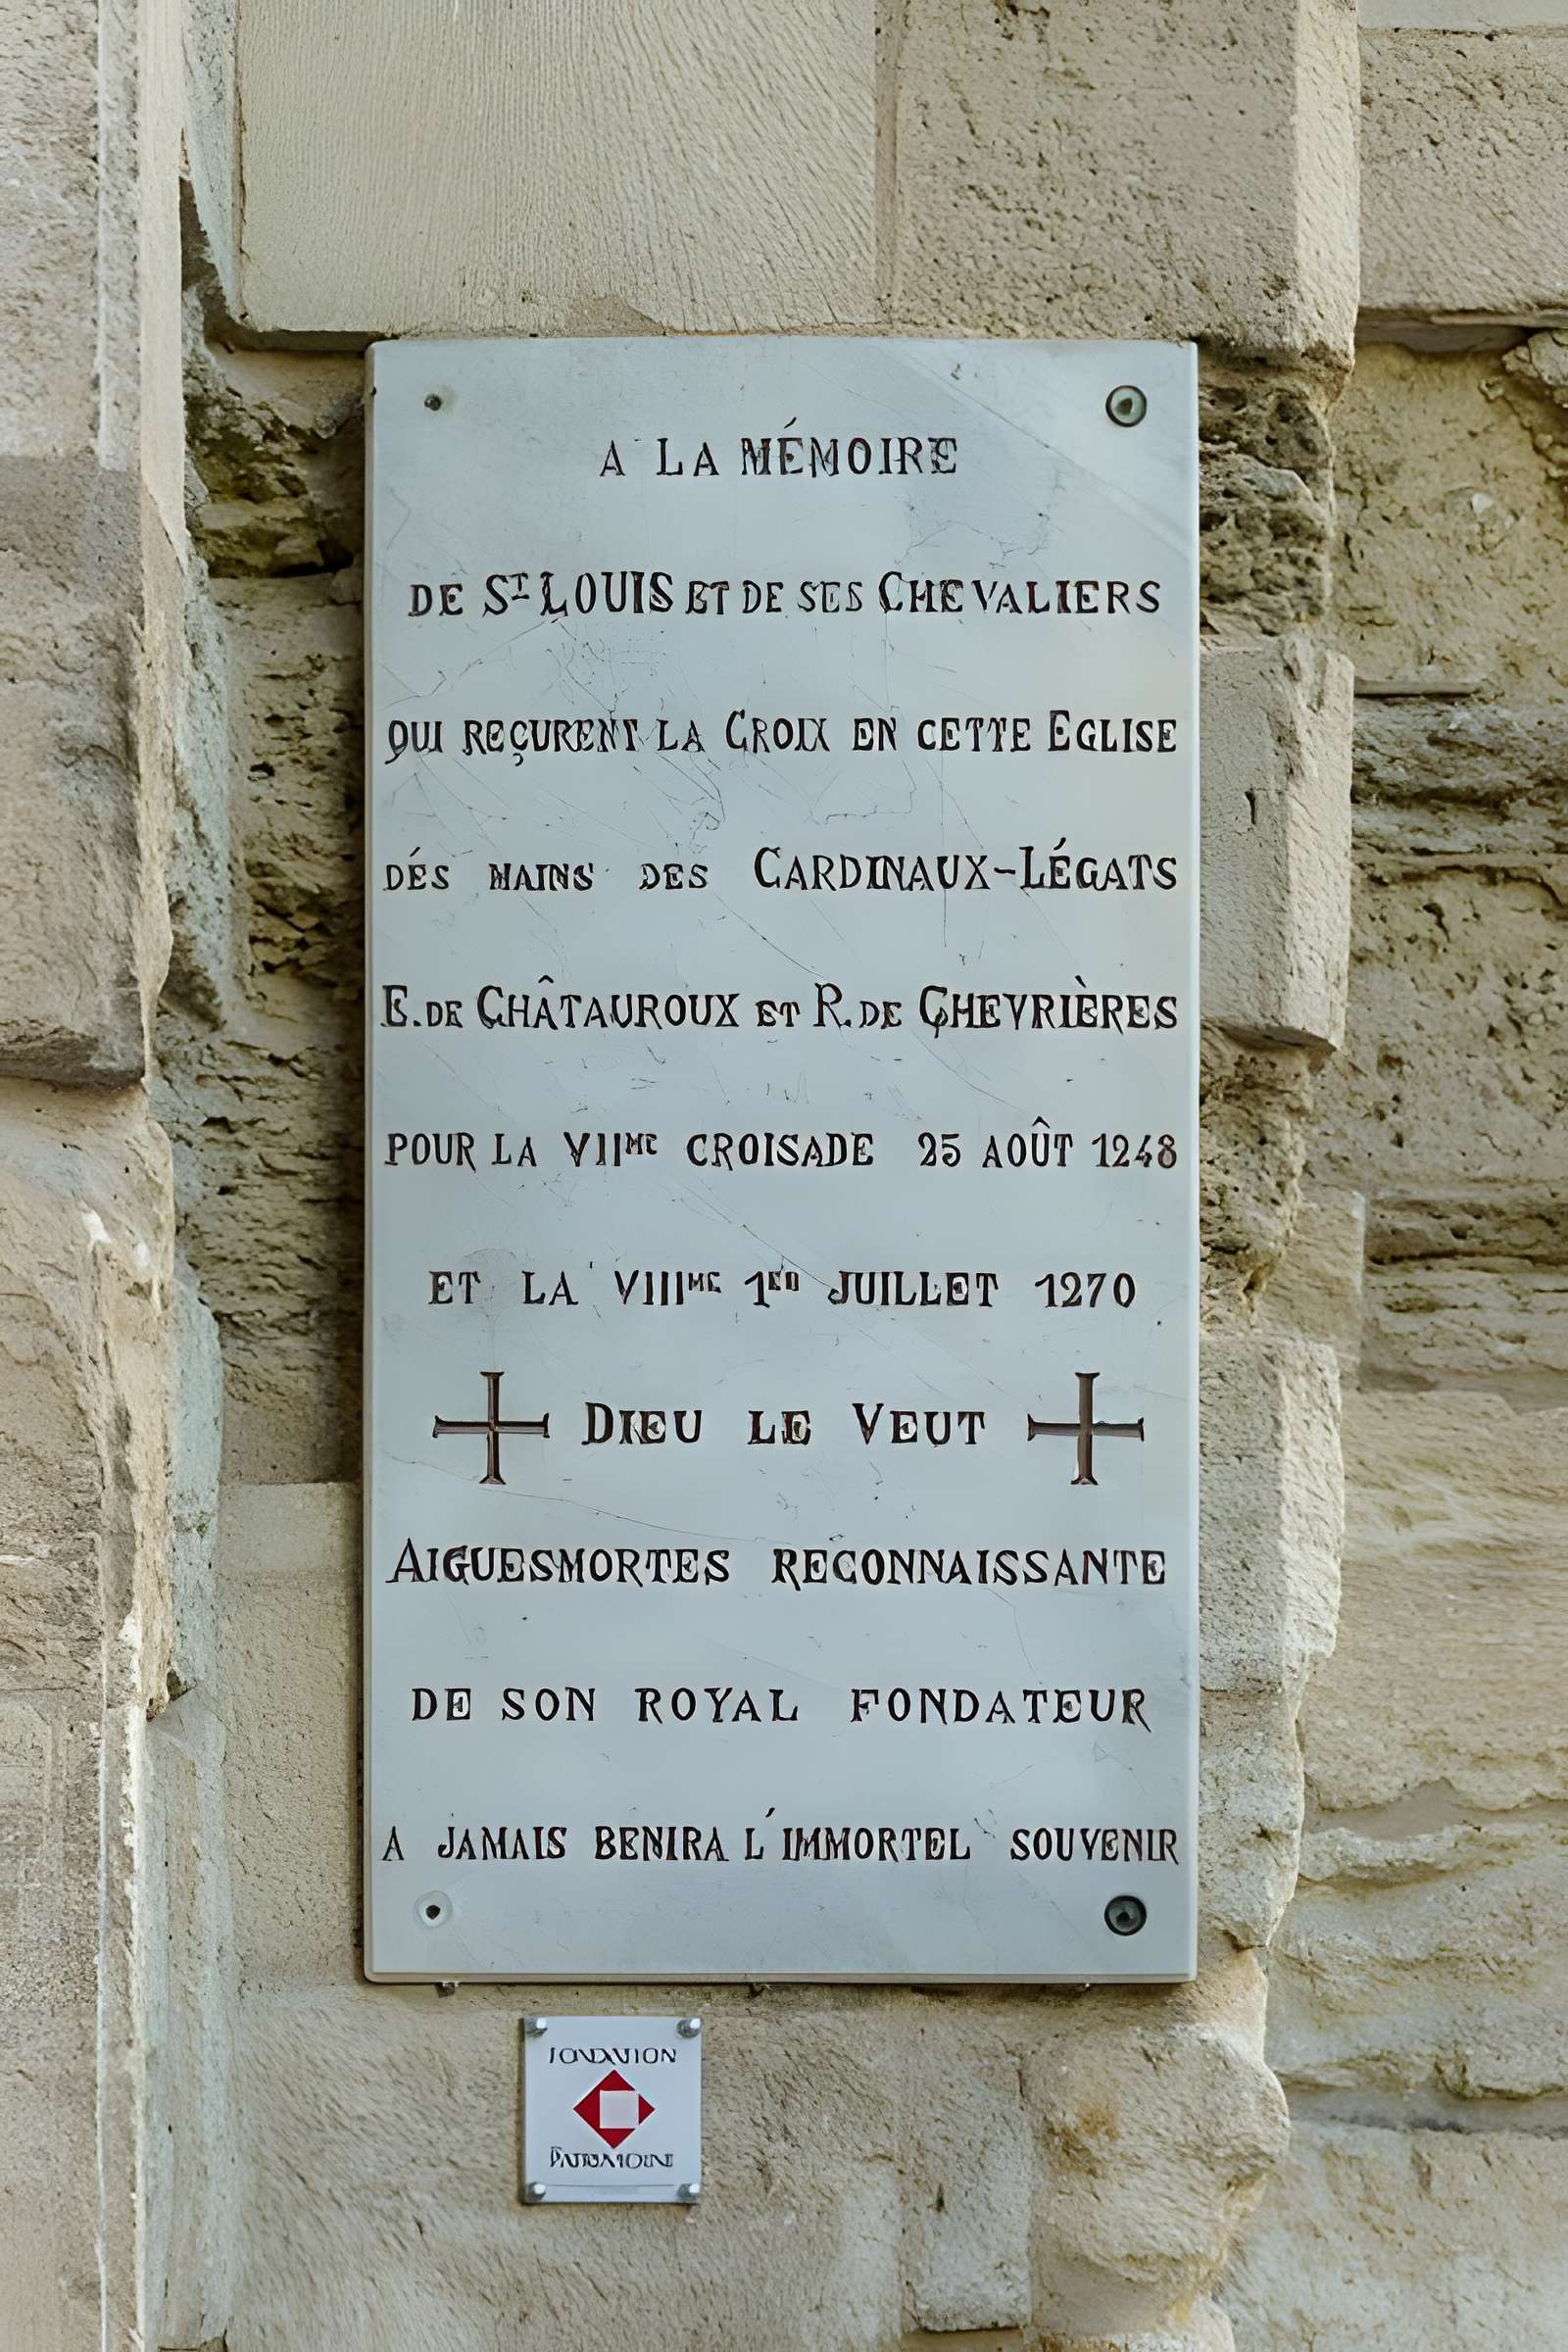 A LA MÉMOIRE
DE ST LOUIS ET DE SES CHEVALIERS
QUI REÇURENT LA CROIX EN CETTE EGLISE
DÉS MAINS DES CARDINAUX-LÉGATS
E. DE CHÂTAUROUX ET R. DE CHEVRIÈRES
POUR LA VIIME CROISADE 25 AOÛT 1248
ET LA VIIIME 1ER JUILLET 1270
DIEU LE VEUT
AIGUESMORTES RECONNAISSANTE
DE SON ROYAL FONDATEUR
A JAMAIS BENIRA L'IMMORTEL SOUVENIR
FONDATION
PATRIMOINE